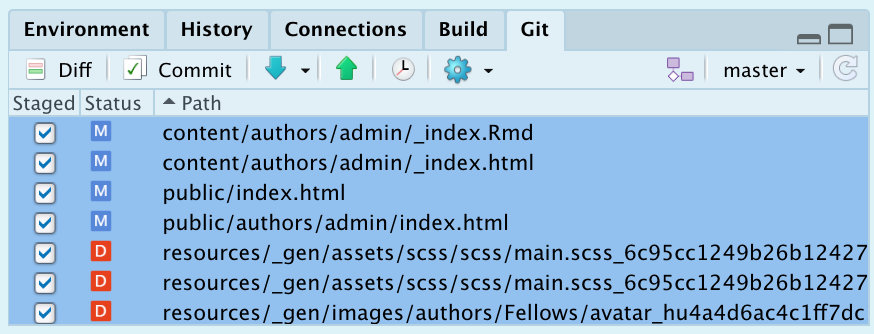 Environment History Connections Build Git
Diff Commit master
Staged Status Path
M content/authors/admin/_index.Rmd
M content/authors/admin/_index.html
M public/index.html
M public/authors/admin/index.html
D resources/_gen/assets/scss/scss/main.scss_6c95cc1249b26b12427
D resources/_gen/assets/scss/scss/main.scss_6c95cc1249b26b12427
D resources/_gen/images/authors/Fellows/avatar_hu4a4d6ac4c1ff7dc